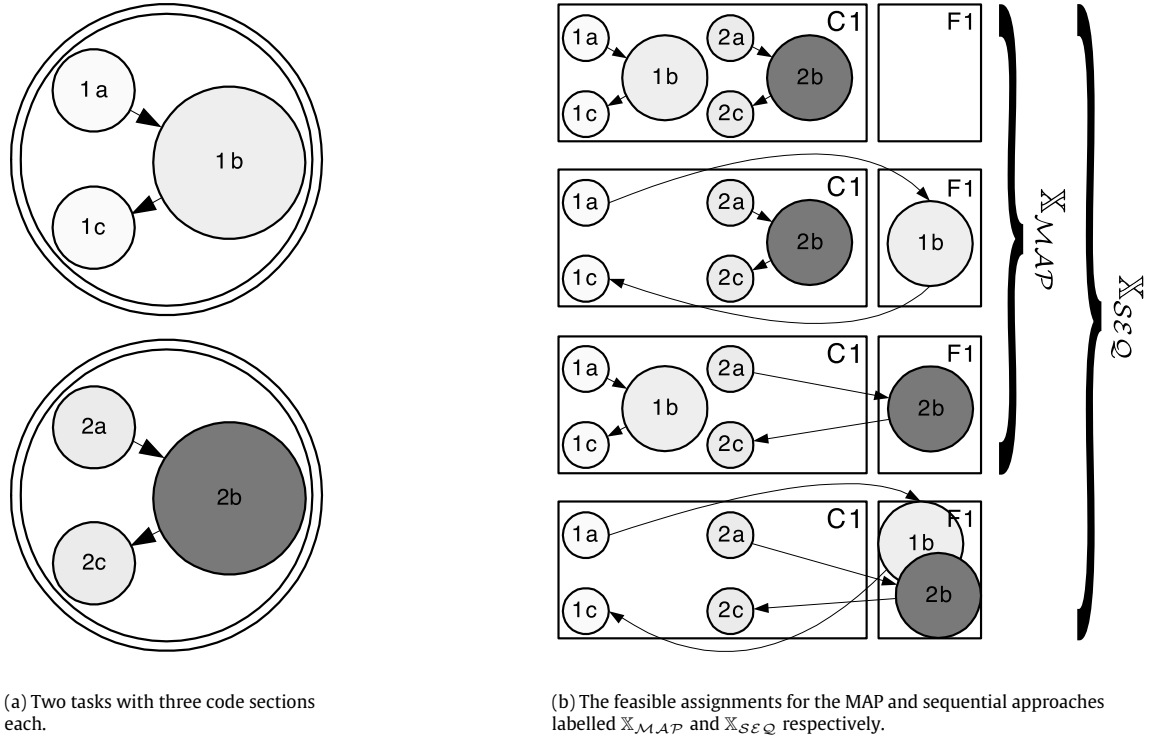 1a
1b
1c
2a
2b
2c
(a) Two tasks with three code sections
each.
1a
1b
1c
2a
2b
2c
C1
F1
1a
1c
2a
2b
2c
C1
1b
F1
1a
1b
1c
2a
2c
C1
2b
F1
1a
1c
2a
2c
C1
1b
2b
F1
𝕏ℳ𝒜𝒫
𝕏𝒮ℰ𝒬
(b) The feasible assignments for the MAP and sequential approaches
labelled 𝕏ℳ𝒜𝒫 and 𝕏𝒮ℰ𝒬 respectively.